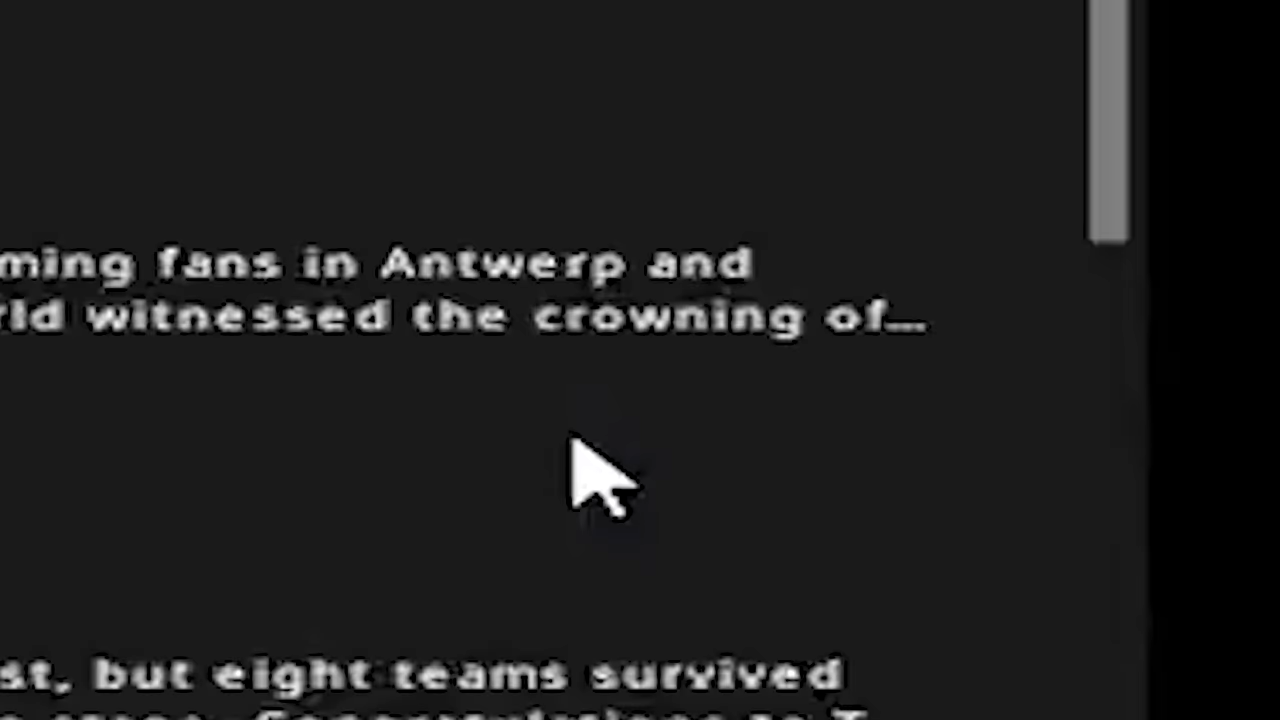 ming fans in Antwerp and
rld witnessed the crowning of...
st, but eight teams survived